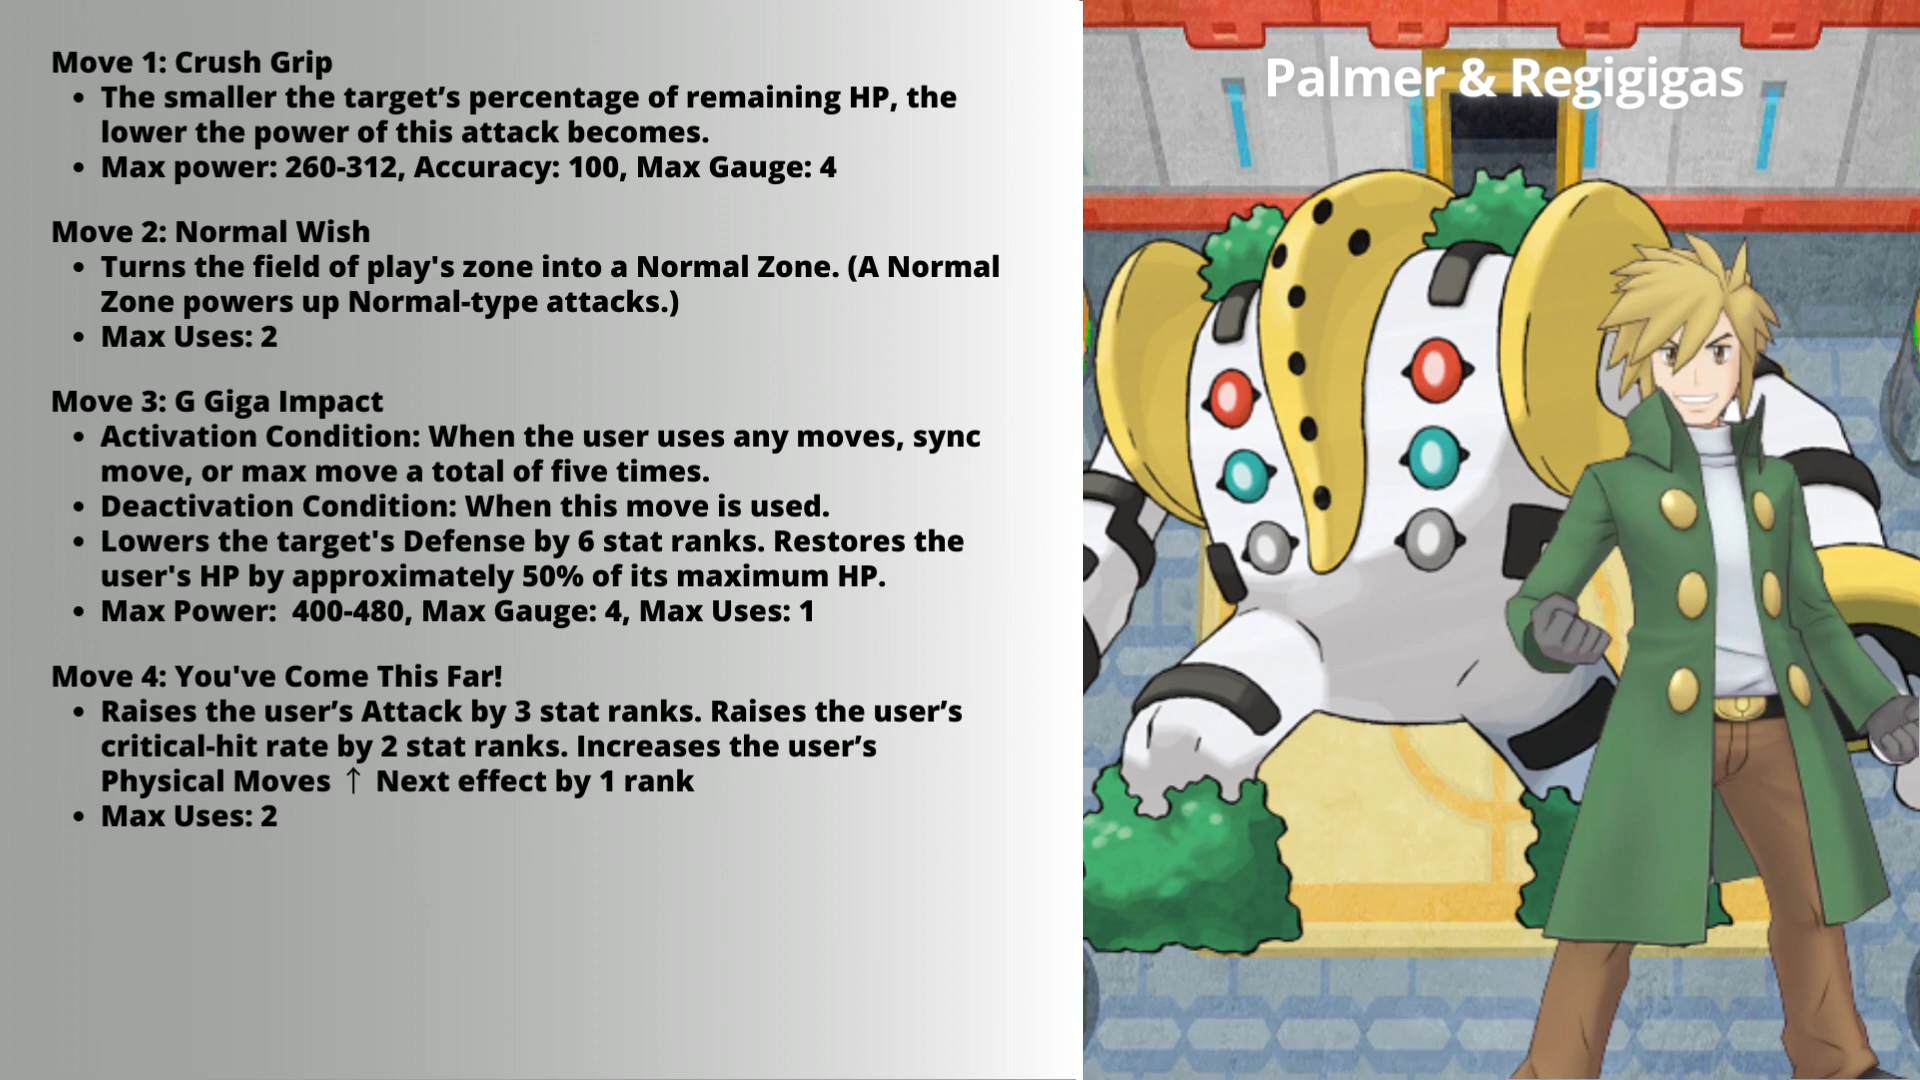 Move 1: Crush Grip
• The smaller the target’s percentage of remaining HP, the
lower the power of this attack becomes.
• Max power: 260-312, Accuracy: 100, Max Gauge: 4
Move 2: Normal Wish
• Turns the field of play's zone into a Normal Zone. (A Normal
Zone powers up Normal-type attacks.)
• Max Uses: 2
Move 3: G Giga Impact
• Activation Condition: When the user uses any moves, sync
move, or max move a total of five times.
• Deactivation Condition: When this move is used.
• Lowers the target's Defense by 6 stat ranks. Restores the
user's HP by approximately 50% of its maximum HP.
• Max Power:  400-480, Max Gauge: 4, Max Uses: 1
Move 4: You've Come This Far!
• Raises the user’s Attack by 3 stat ranks. Raises the user’s
critical-hit rate by 2 stat ranks. Increases the user’s
Physical Moves ↑ Next effect by 1 rank
• Max Uses: 2
Palmer & Regigigas